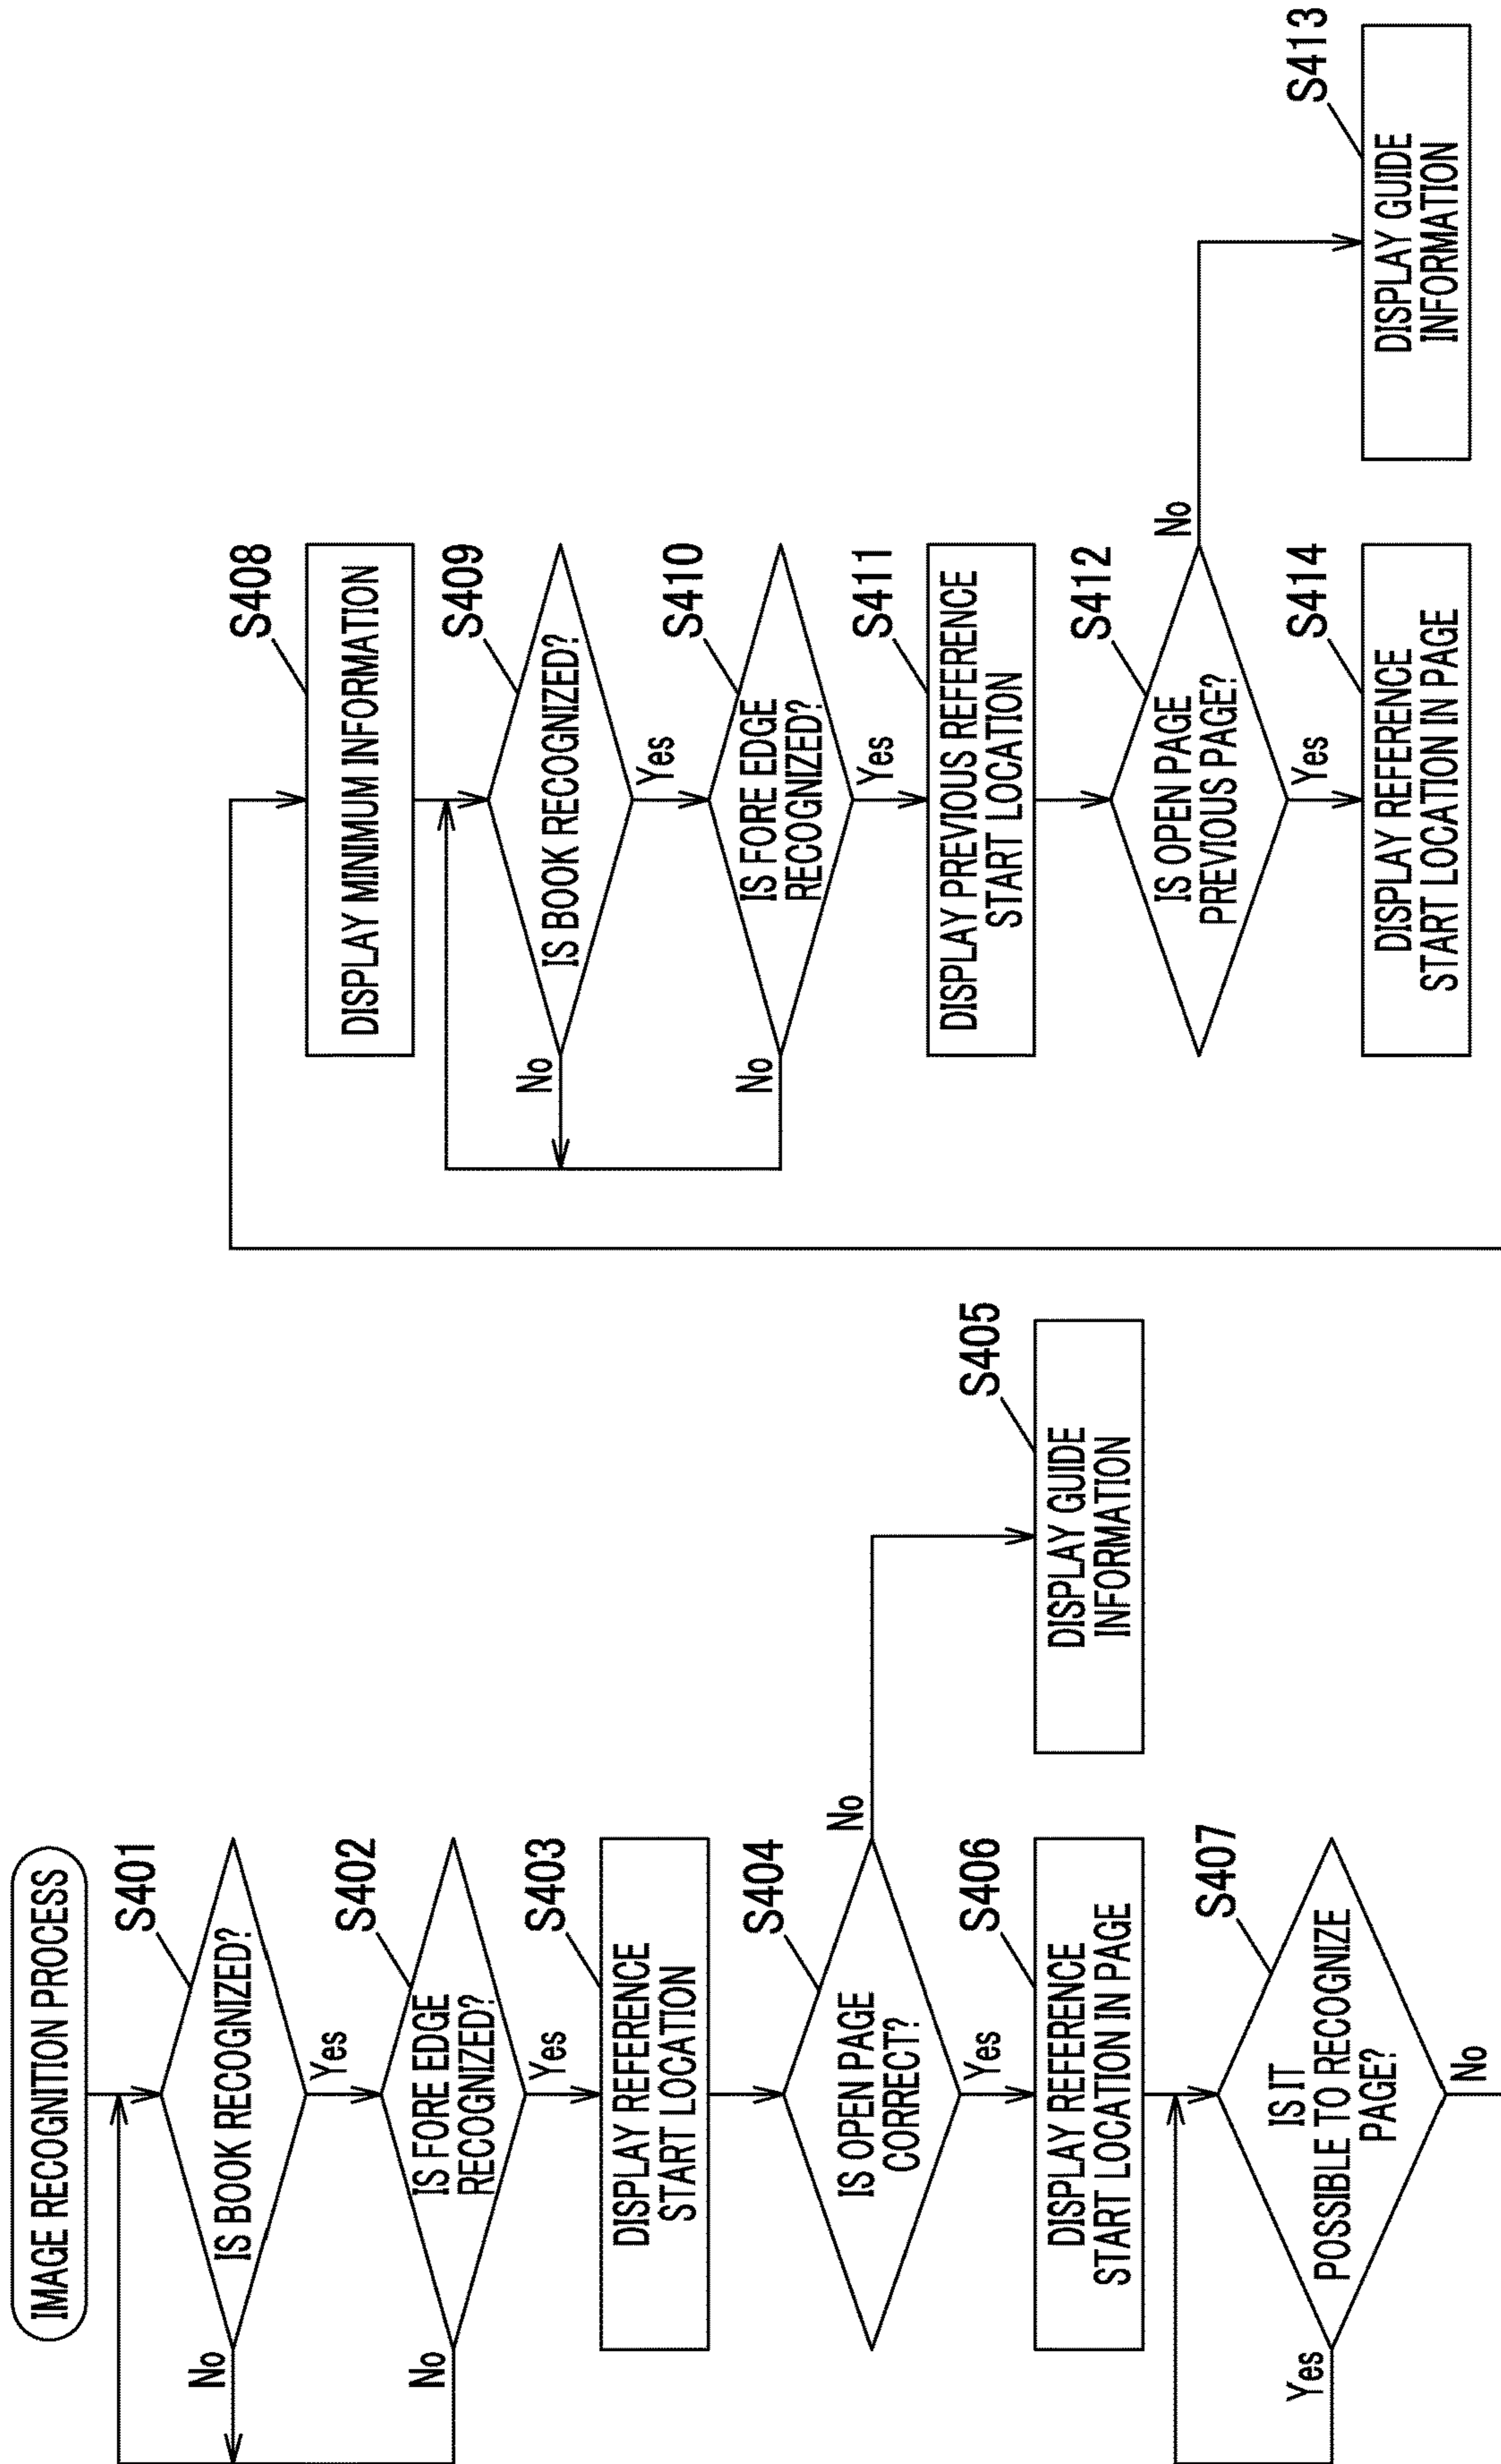 IMAGE RECOGNITION PROCESS
S401
IS BOOK RECOGNIZED?
No
Yes
S402
IS FORE EDGE
RECOGNIZED?
No
Yes
S403
DISPLAY REFERENCE
START LOCATION
S404
IS OPEN PAGE
CORRECT?
No
Yes
S405
DISPLAY GUIDE
INFORMATION
S406
DISPLAY REFERENCE
START LOCATION IN PAGE
S407
IS IT
POSSIBLE TO RECOGNIZE
PAGE?
Yes
No
S408
DISPLAY MINIMUM INFORMATION
S409
IS BOOK RECOGNIZED?
No
Yes
S410
IS FORE EDGE
RECOGNIZED?
No
Yes
S411
DISPLAY PREVIOUS REFERENCE
START LOCATION
S412
IS OPEN PAGE
PREVIOUS PAGE?
No
Yes
S413
DISPLAY GUIDE
INFORMATION
S414
DISPLAY REFERENCE
START LOCATION IN PAGE